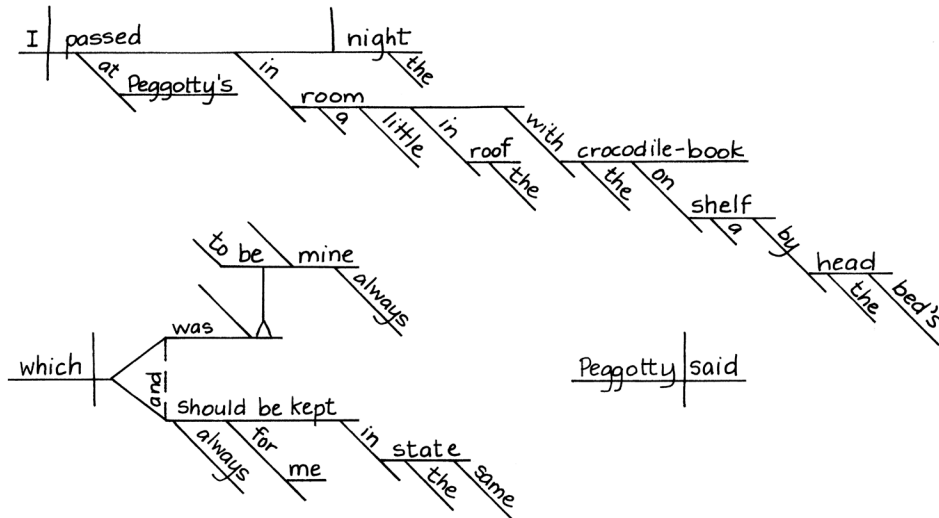 I passed night
at in the
Peggotty's room
a little in with
roof the crocodile-book
the on
shelf
a by
head
the bed's
to be mine
always
was
which and
Peggotty said
should be kept
always for in
me state
the same